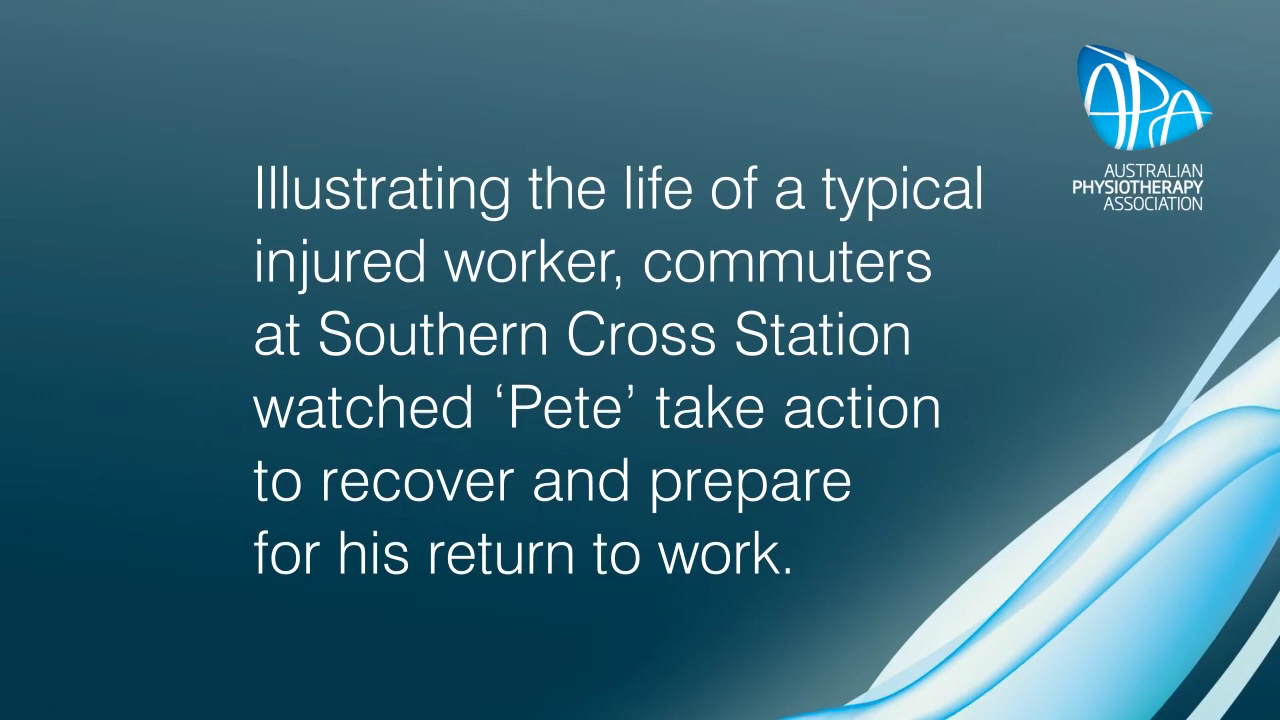 Illustrating the life of a typical
injured worker, commuters
at Southern Cross Station
watched ‘Pete’ take action
to recover and prepare
for his return to work.
APA
AUSTRALIAN
PHYSIOTHERAPY
ASSOCIATION